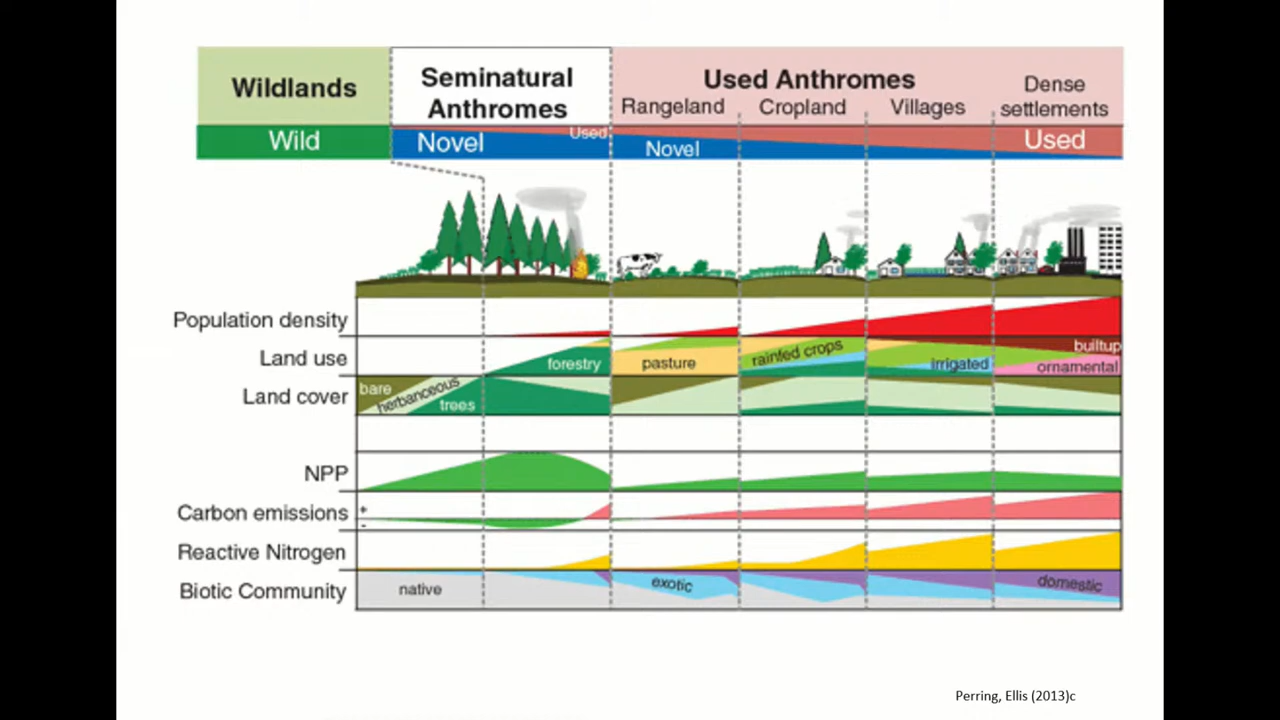 Wildlands
Seminatural
Anthromes
Used Anthromes
Rangeland
Cropland
Villages
Dense
settlements
Wild
Novel
Used
Novel
Used
Population density
Land use
forestry
pasture
rainfed crops
irrigated
builtup
ornamental
Land cover
bare
herbanceous
trees
NPP
Carbon emissions
+
-
Reactive Nitrogen
Biotic Community
native
exotic
domestic
Perring, Ellis (2013)c